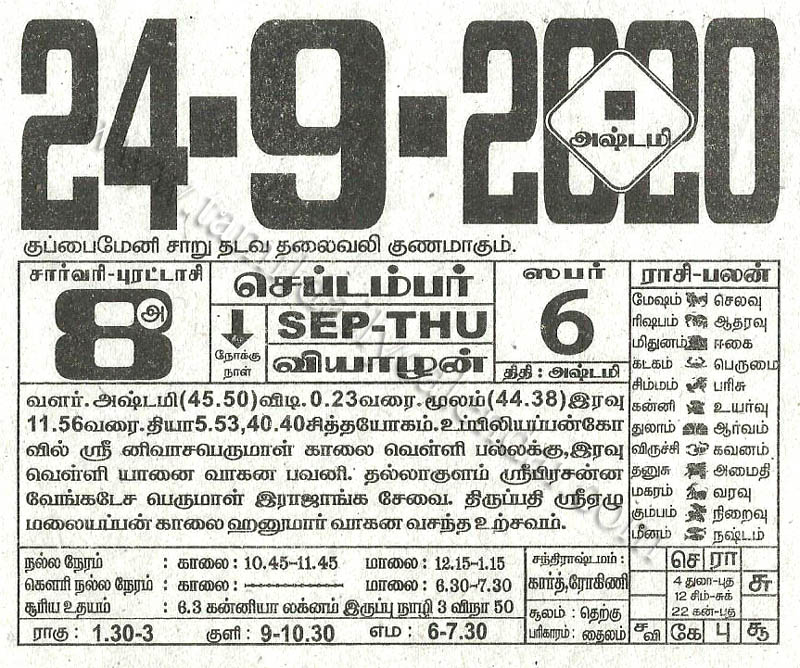 24-9-2020
அஷ்டமி
குப்பைமேனி சாறு தடவ தலைவலி குணமாகும்.
சார்வரி-புரட்டாசி
8
அ
செப்டம்பர்
நோக்கு
நாள்
SEP-THU
வியாழன்
ஸபர்
6
திதி : அஷ்டமி
ராசி-பலன்
மேஷம் செலவு
ரிஷபம் ஆதரவு
மிதுனம் ஈகை
கடகம் பெருமை
சிம்மம் பரிசு
கன்னி உயர்வு
துலாம் ஆர்வம்
விருச்சி கவனம்
தனுசு அமைதி
மகரம் வரவு
கும்பம் நிறைவு
மீனம் நஷ்டம்
வளர். அஷ்டமி(45.50)விடி.0.23வரை.மூலம்(44.38)இரவு
11.56வரை.தியா5.53,40.40சித்தயோகம்.உப்பிலியப்பன்கோ
வில் ஸ்ரீ னிவாசபெருமாள் காலை வெள்ளி பல்லக்கு,இரவு
வெள்ளி யானை வாகன பவனி. தல்லாகுளம் ஸ்ரீபிரசன்ன
வேங்கடேச பெருமாள் இராஜாங்க சேவை. திருப்பதி ஸ்ரீஏழு
மலையப்பன் காலை ஹனுமார் வாகன வசந்த உற்சவம்.
நல்ல நேரம் : காலை: 10.45-11.45 மாலை: 12.15-1.15
கௌரி நல்ல நேரம் : காலை: மாலை: 6.30-7.30
சூரிய உதயம் : 6.3 கன்னியா லக்னம் இருப்பு நாழி 3 விநா 50
ராகு: 1.30-3 குளி: 9-10.30 எம: 6-7.30
சந்திராஷ்டமம்:
கார்த்,ரோகிணி
சூலம் : தெற்கு
பரிகாரம்: தைலம்
செ ரா
4 துலா-புத
12 சிம்-சுக்
22 கன்-புத
சு
ச
வி கே பு சூ
www.tamildailycalendar.com